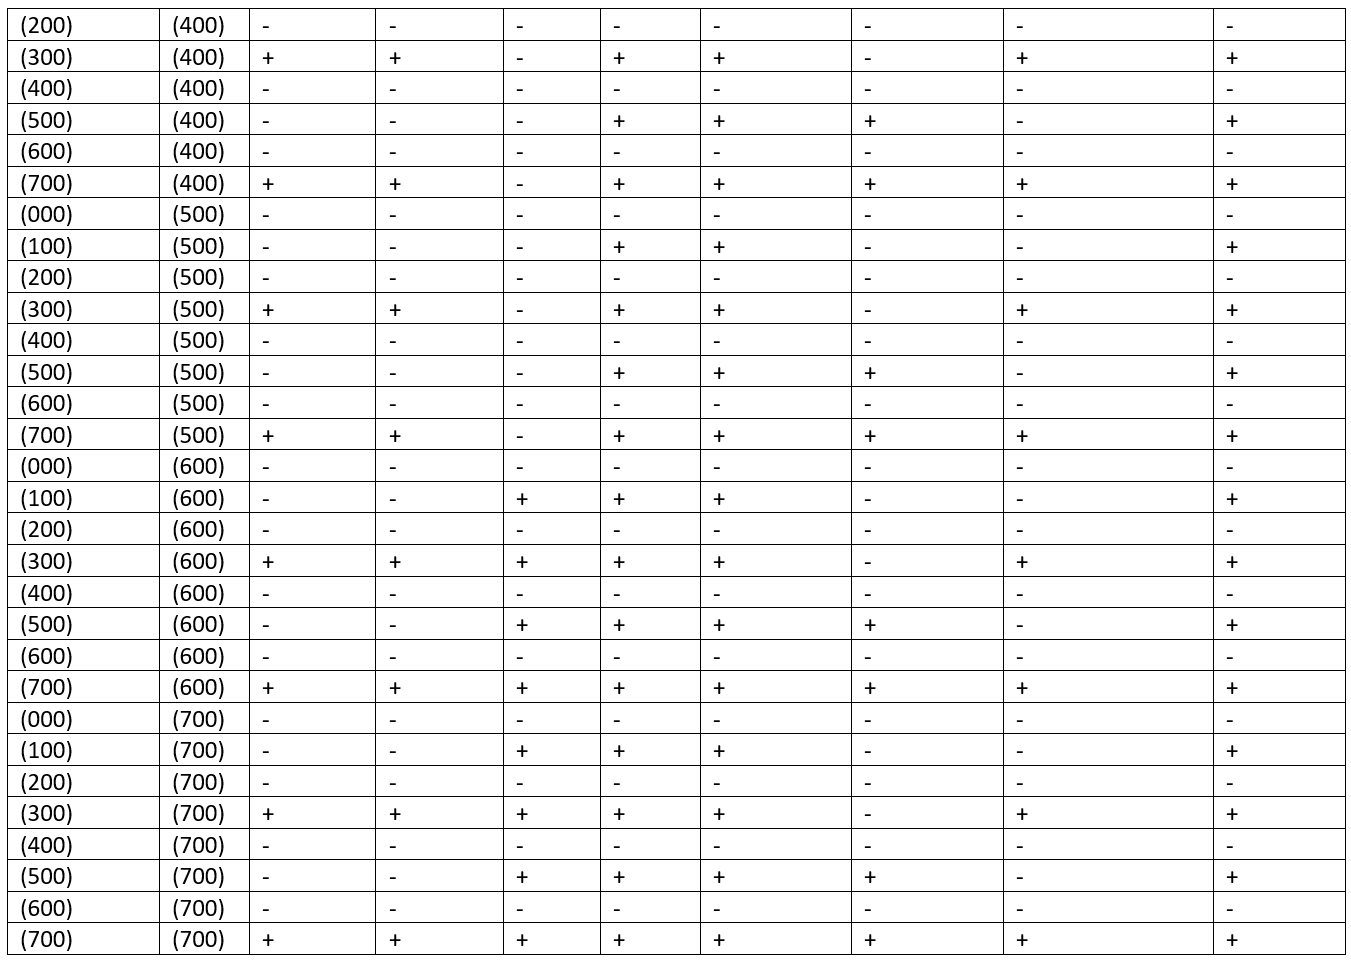 (200) (400) - - - - - - - -
(300) (400) + + - + + - + +
(400) (400) - - - - - - - -
(500) (400) - - - + + + - +
(600) (400) - - - - - - - -
(700) (400) + + - + + + + +
(000) (500) - - - - - - - -
(100) (500) - - - + + - - +
(200) (500) - - - - - - - -
(300) (500) + + - + + - + +
(400) (500) - - - - - - - -
(500) (500) - - - + + + - +
(600) (500) - - - - - - - -
(700) (500) + + - + + + + +
(000) (600) - - - - - - - -
(100) (600) - - + + + - - +
(200) (600) - - - - - - - -
(300) (600) + + + + + - + +
(400) (600) - - - - - - - -
(500) (600) - - + + + + - +
(600) (600) - - - - - - - -
(700) (600) + + + + + + + +
(000) (700) - - - - - - - -
(100) (700) - - + + + - - +
(200) (700) - - - - - - - -
(300) (700) + + + + + - + +
(400) (700) - - - - - - - -
(500) (700) - - + + + + - +
(600) (700) - - - - - - - -
(700) (700) + + + + + + + +